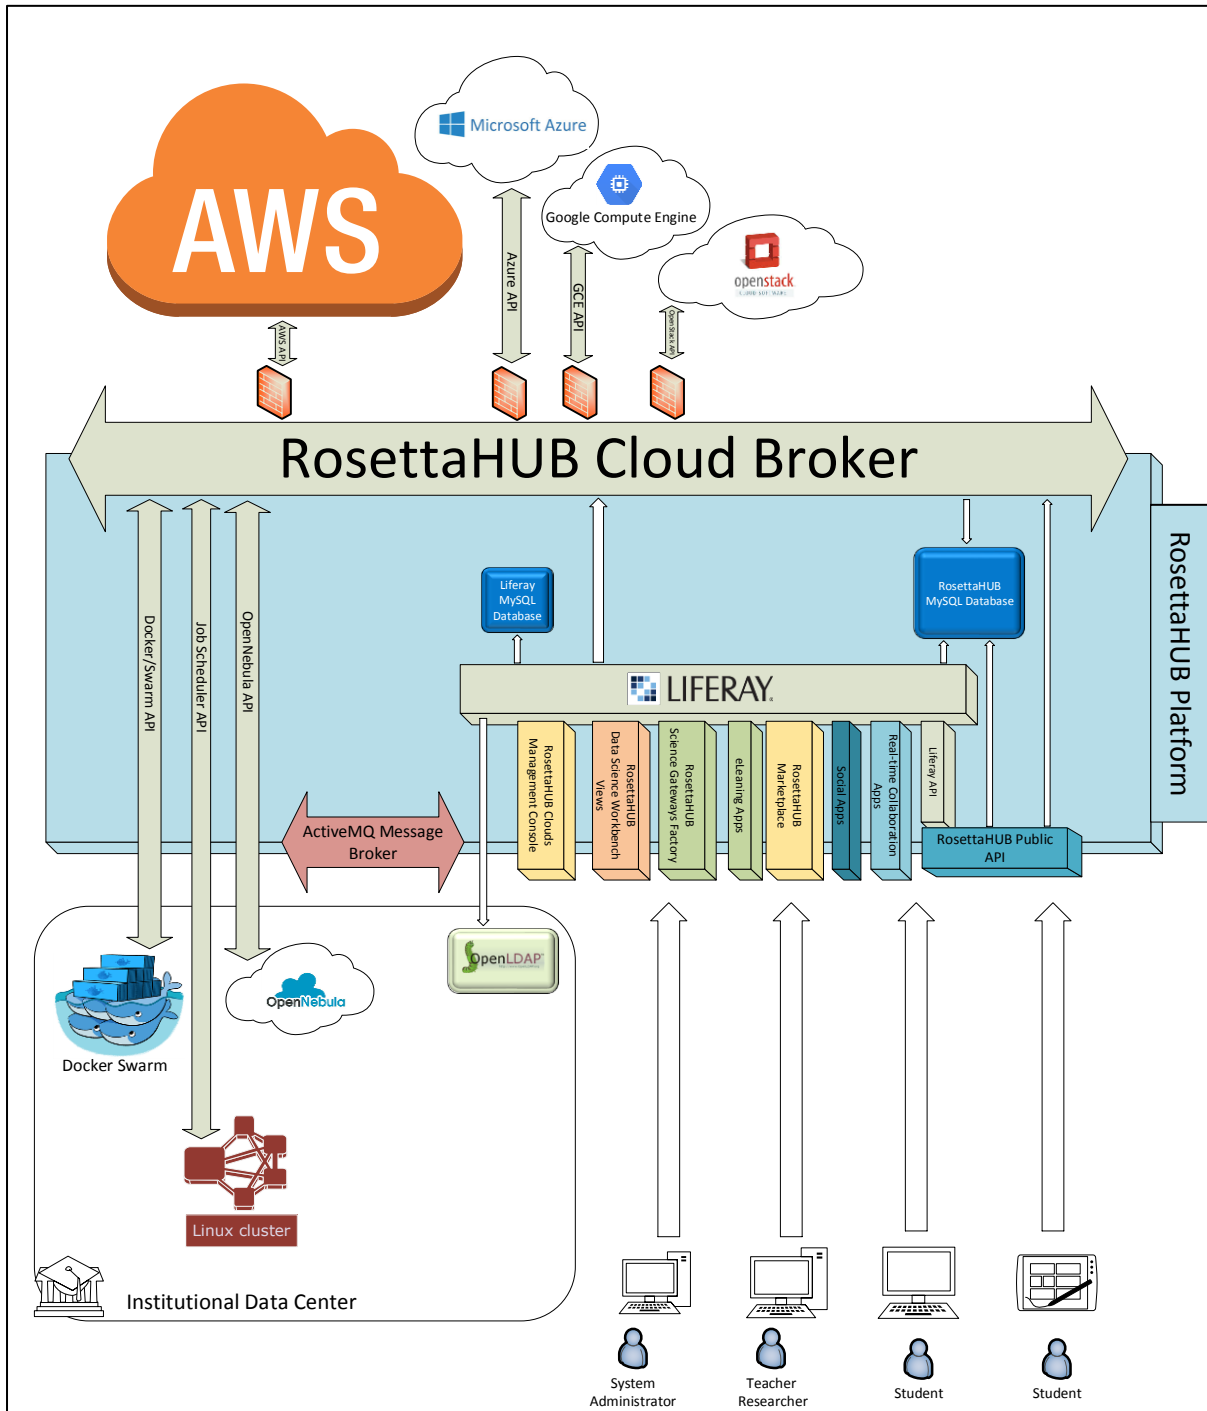 Microsoft Azure
AWS
Google Compute Engine
openstack
CLOUD SOFTWARE
AWS API
Azure API
GCE API
OpenStack API
RosettaHUB Cloud Broker
RosettaHUB Platform
Docker/Swarm API
Job Scheduler API
OpenNebula API
Liferay
MySQL
Database
RosettaHUB
MySQL Database
LIFERAY.
RosettaHUB Clouds
Management Console
RosettaHUB
Data Science Workbench
Views
RosettaHUB
Science Gateways Factory
eLeaning Apps
RosettaHUB
Marketplace
Social Apps
Real-time Collaboration
Apps
Liferay API
RosettaHUB Public
API
ActiveMQ Message
Broker
OpenLDAP
OpenNebula
Docker Swarm
Linux cluster
Institutional Data Center
System
Administrator
Teacher
Researcher
Student
Student